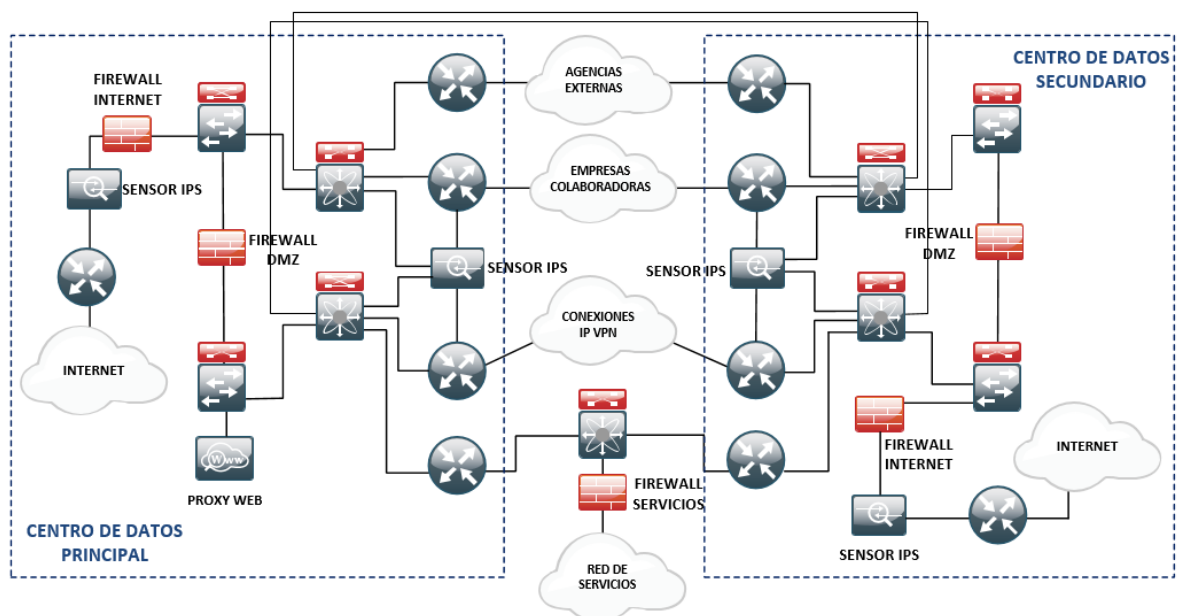 CENTRO DE DATOS
SECUNDARIO
FIREWALL
INTERNET
AGENCIAS
EXTERNAS
SENSOR IPS
EMPRESAS
COLABORADORAS
FIREWALL
DMZ
FIREWALL
DMZ
SENSOR IPS
SENSOR IPS
CONEXIONES
IP VPN
INTERNET
Www
PROXY WEB
FIREWALL
SERVICIOS
FIREWALL
INTERNET
INTERNET
CENTRO DE DATOS
PRINCIPAL
SENSOR IPS
RED DE
SERVICIOS